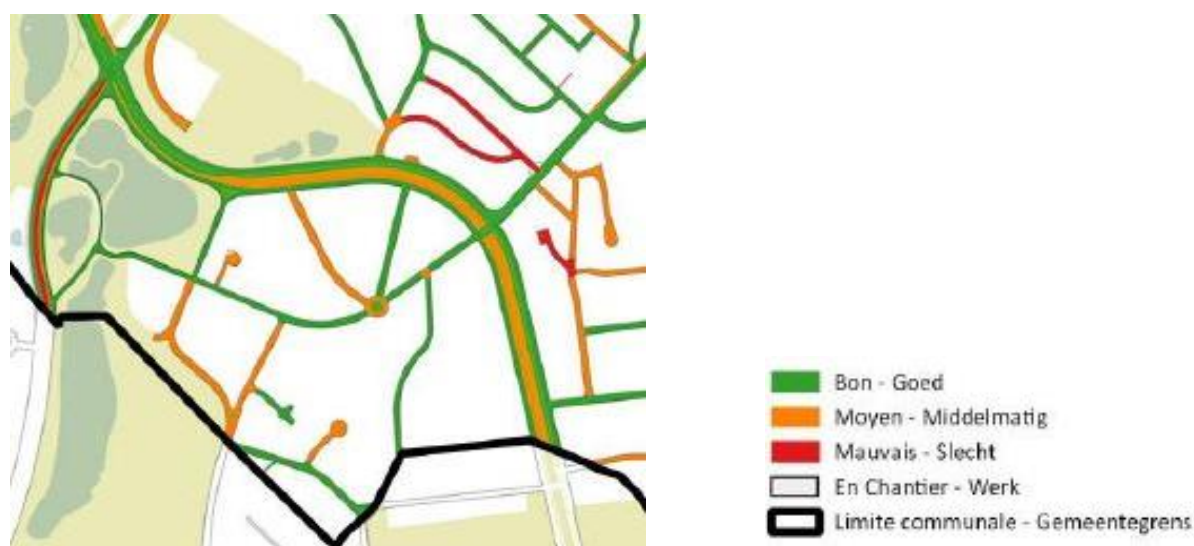 Bon - Goed
Moyen - Middelmatig
Mauvais - Slecht
En Chantier - Werk
Limite communale - Gemeentegrens